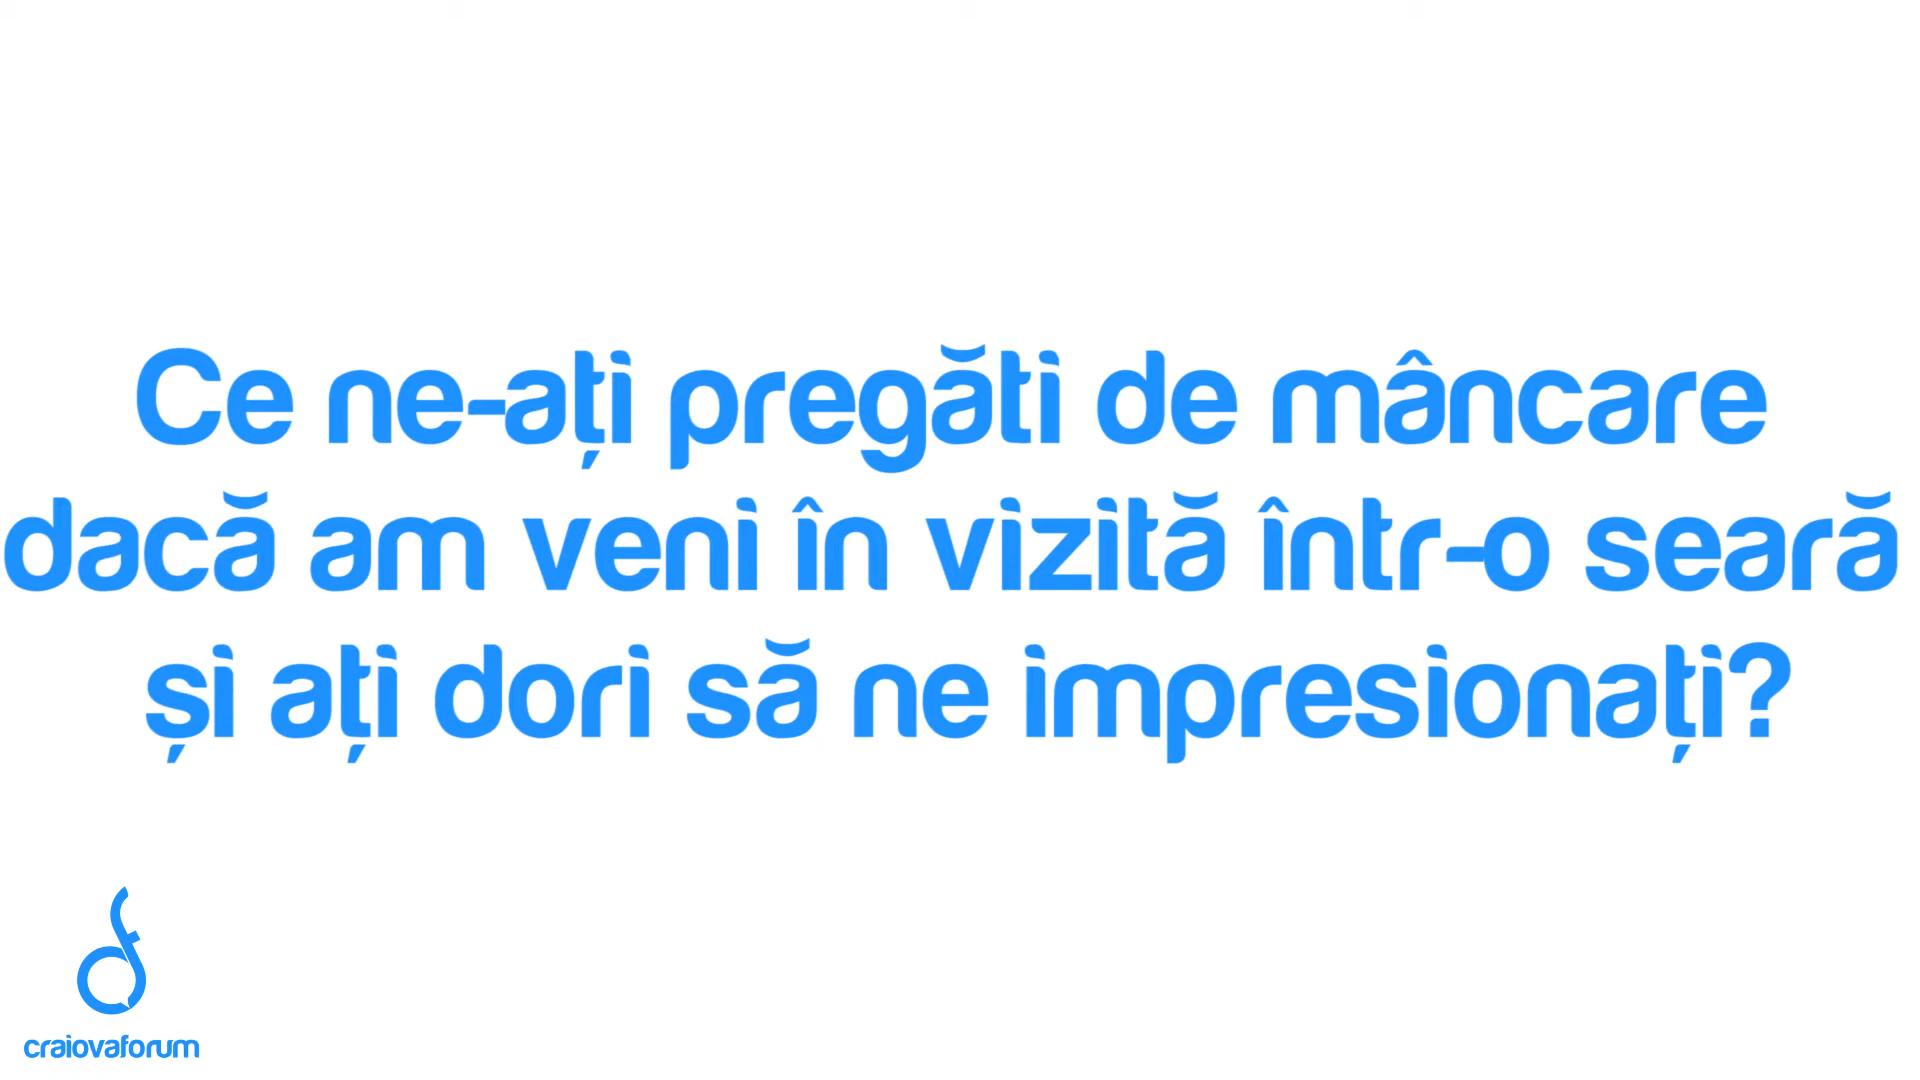 Ce ne-ați pregăti de mâncare
dacă am veni în vizită într-o seară
și ați dori să ne impresionați?
craiovaforum